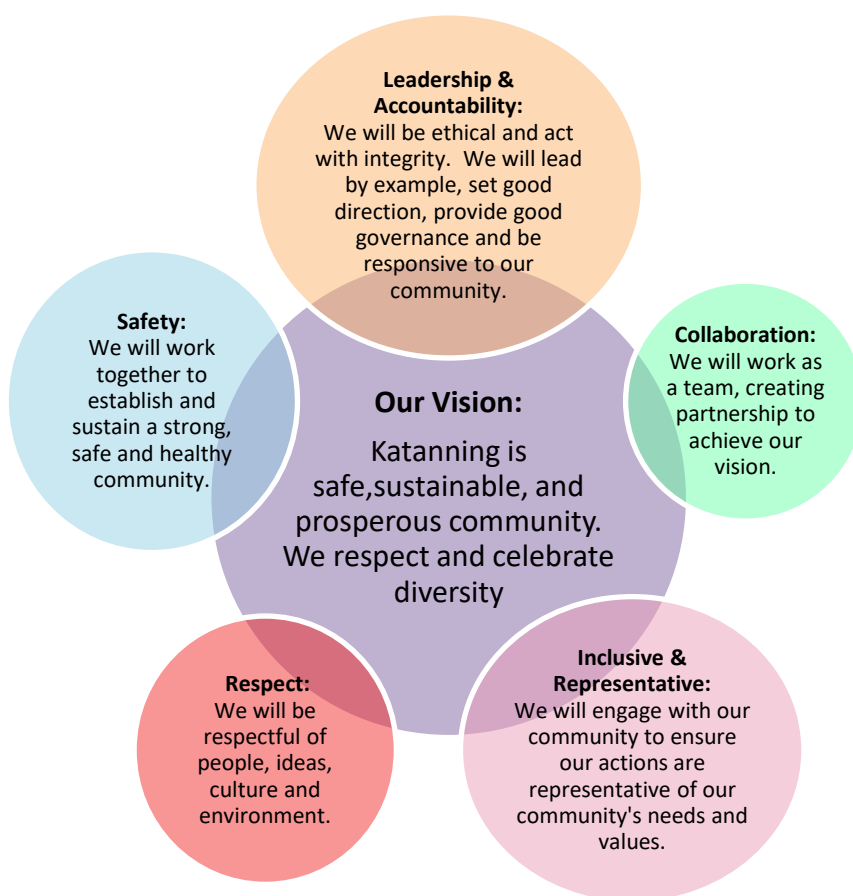 Leadership &
Accountability:
We will be ethical and act
with integrity.  We will lead
by example, set good
direction, provide good
governance and be
responsive to our
community.
Safety:
We will work
together to
establish and
sustain a strong,
safe and healthy
community.
Collaboration:
We will work as
a team, creating
partnership to
achieve our
vision.
Our Vision:
Katanning is
safe,sustainable, and
prosperous community.
We respect and celebrate
diversity
Respect:
We will be
respectful of
people, ideas,
culture and
environment.
Inclusive &
Representative:
We will engage with our
community to ensure
our actions are
representative of our
community's needs and
values.